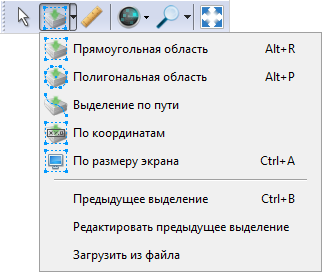 Прямоугольная область Alt+R
Полигональная область Alt+P
Выделение по пути
По координатам
По размеру экрана Ctrl+A
Предыдущее выделение Ctrl+B
Редактировать предыдущее выделение
Загрузить из файла